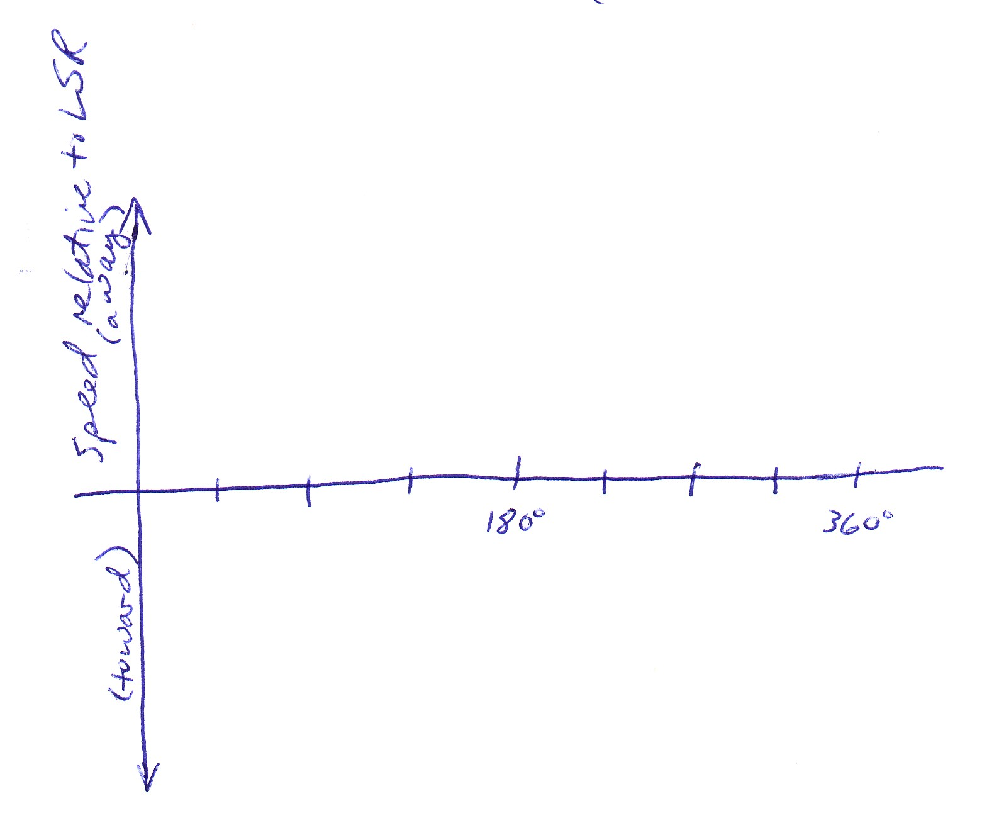 Speed relative to LSR
(away)
(toward)
180°
360°